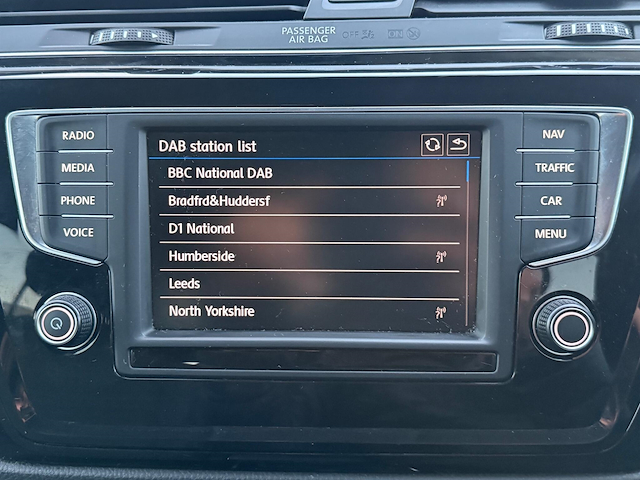 PASSENGER
AIR BAG OFF ON
RADIO
MEDIA
PHONE
VOICE
DAB station list
BBC National DAB
Bradfrd&Huddersf
D1 National
Humberside
Leeds
North Yorkshire
NAV
TRAFFIC
CAR
MENU